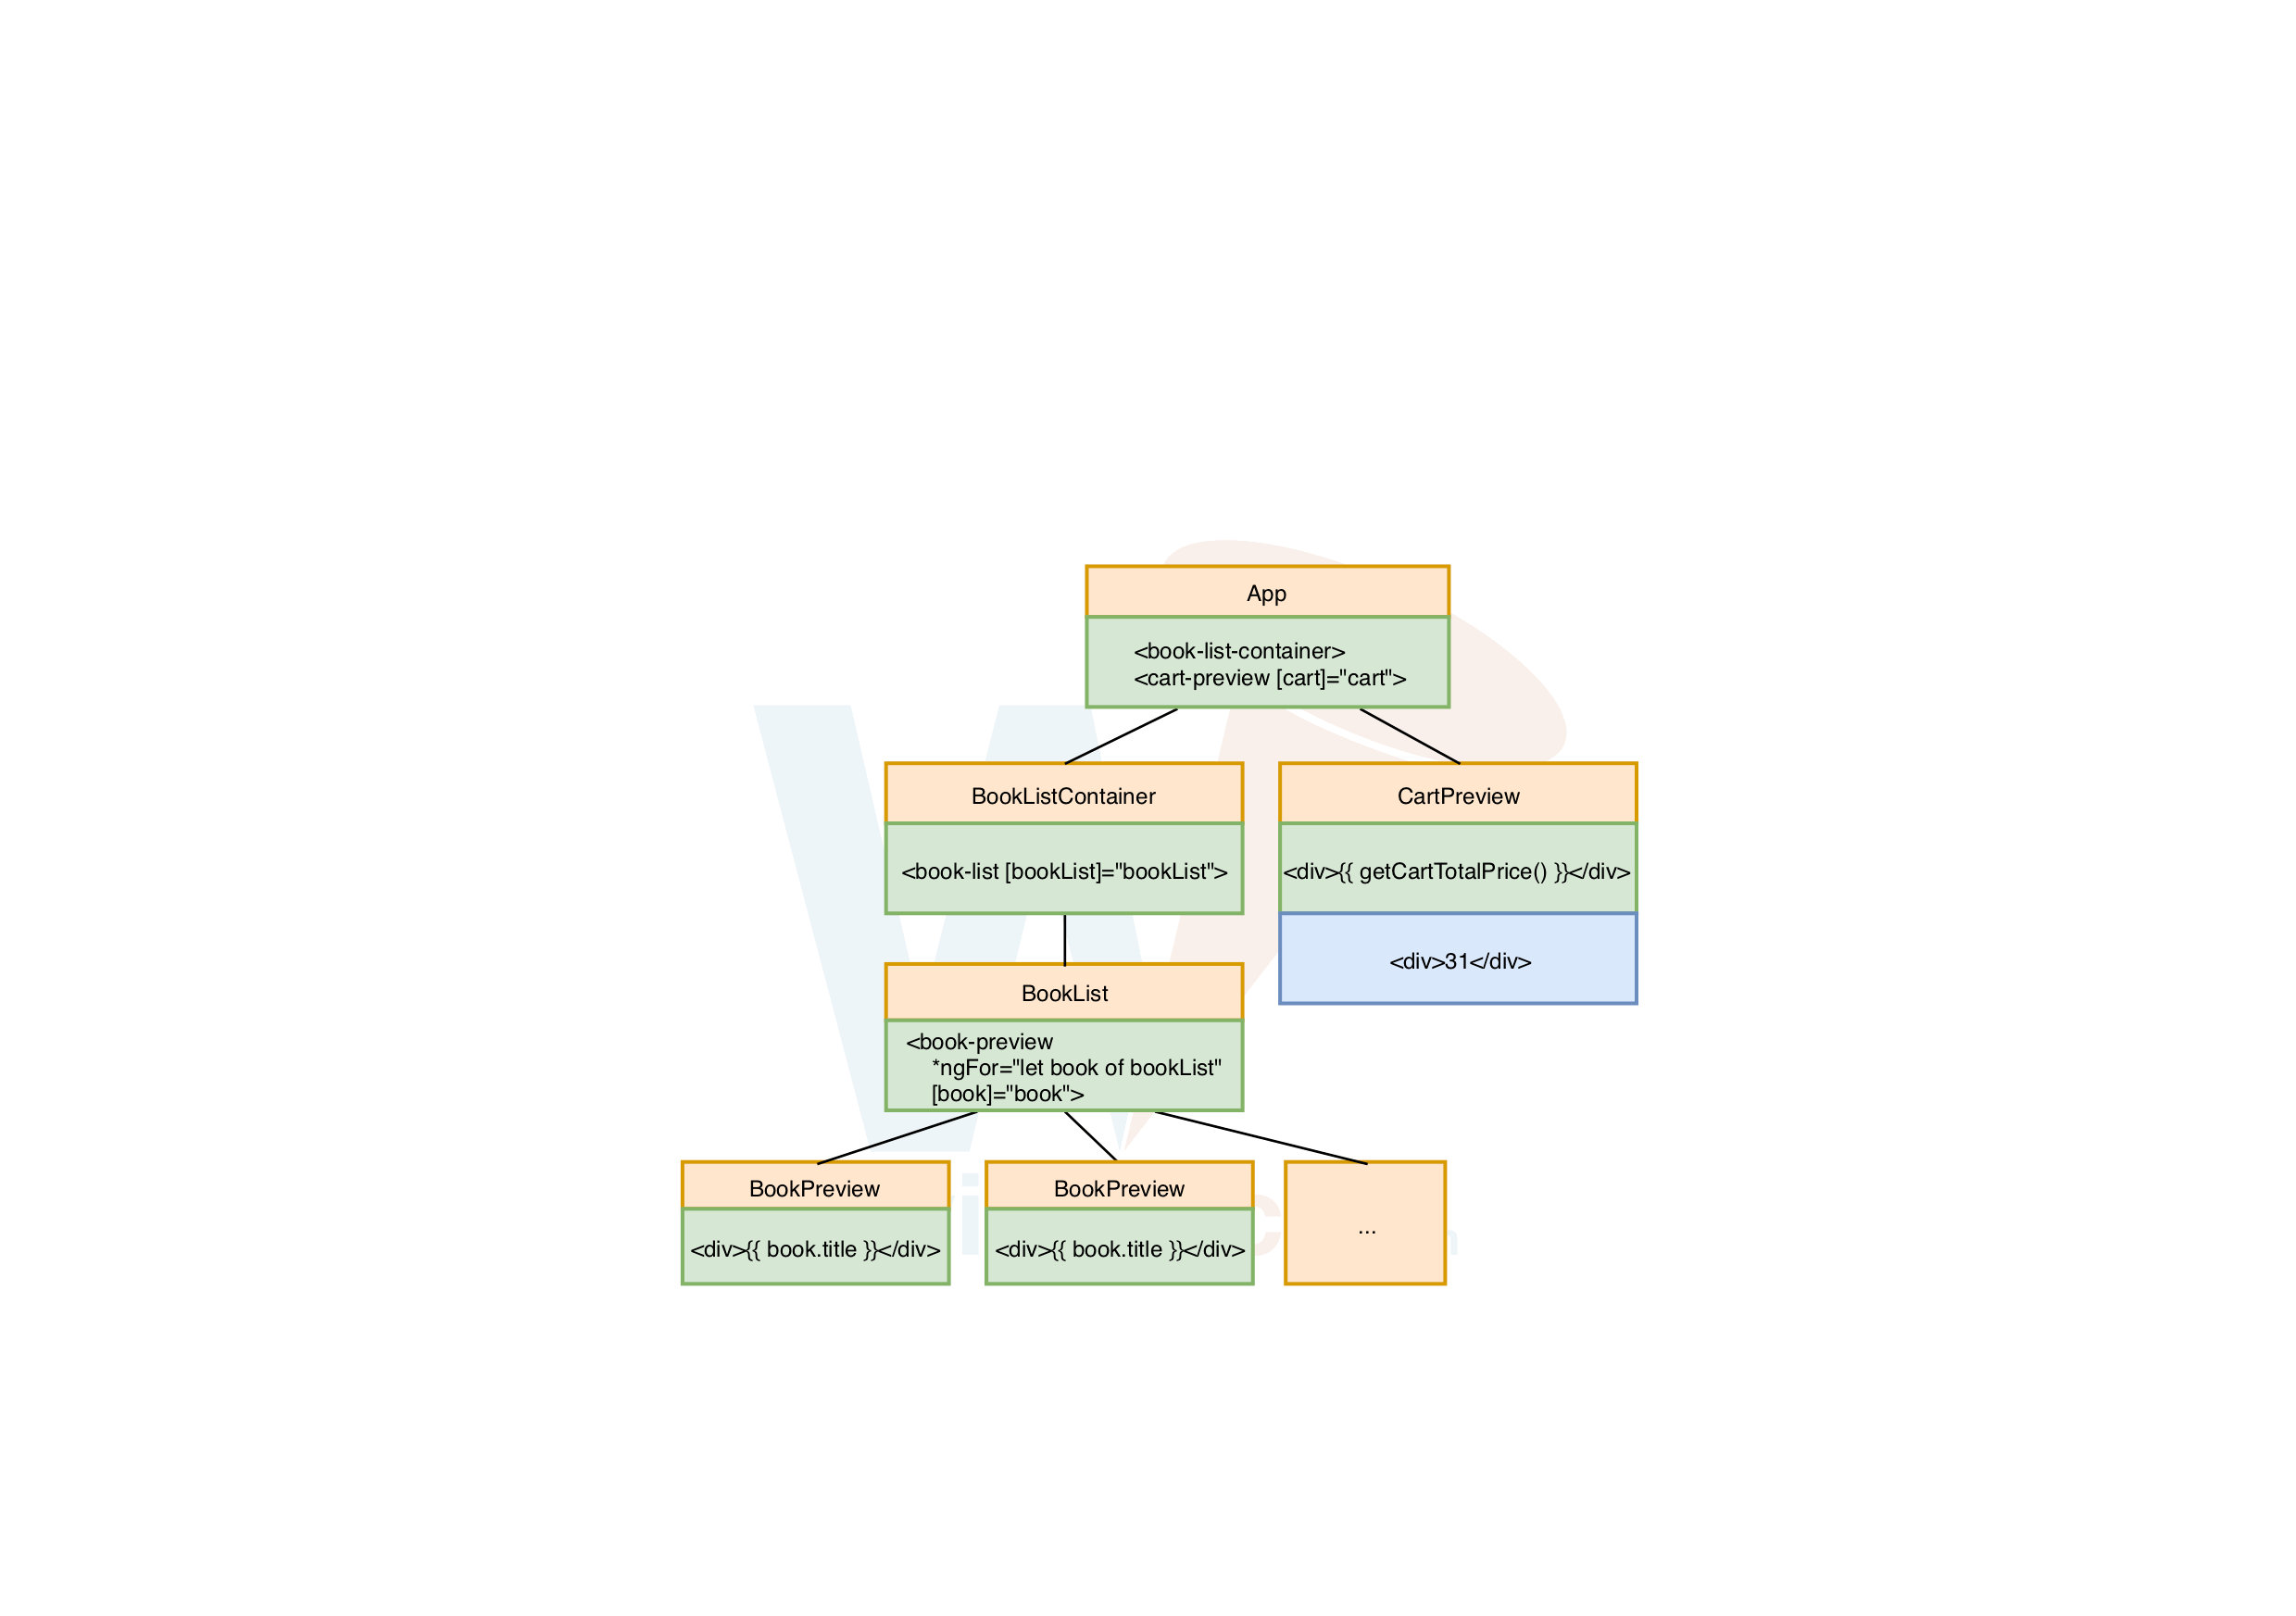 App
<book-list-container>
<cart-preview [cart]="cart">
BookListContainer
<book-list [bookList]="bookList">
CartPreview
<div>{{ getCartTotalPrice() }}</div>
<div>31</div>
BookList
<book-preview
*ngFor="let book of bookList"
[book]="book">
BookPreview
<div>{{ book.title }}</div>
BookPreview
<div>{{ book.title }}</div>
...